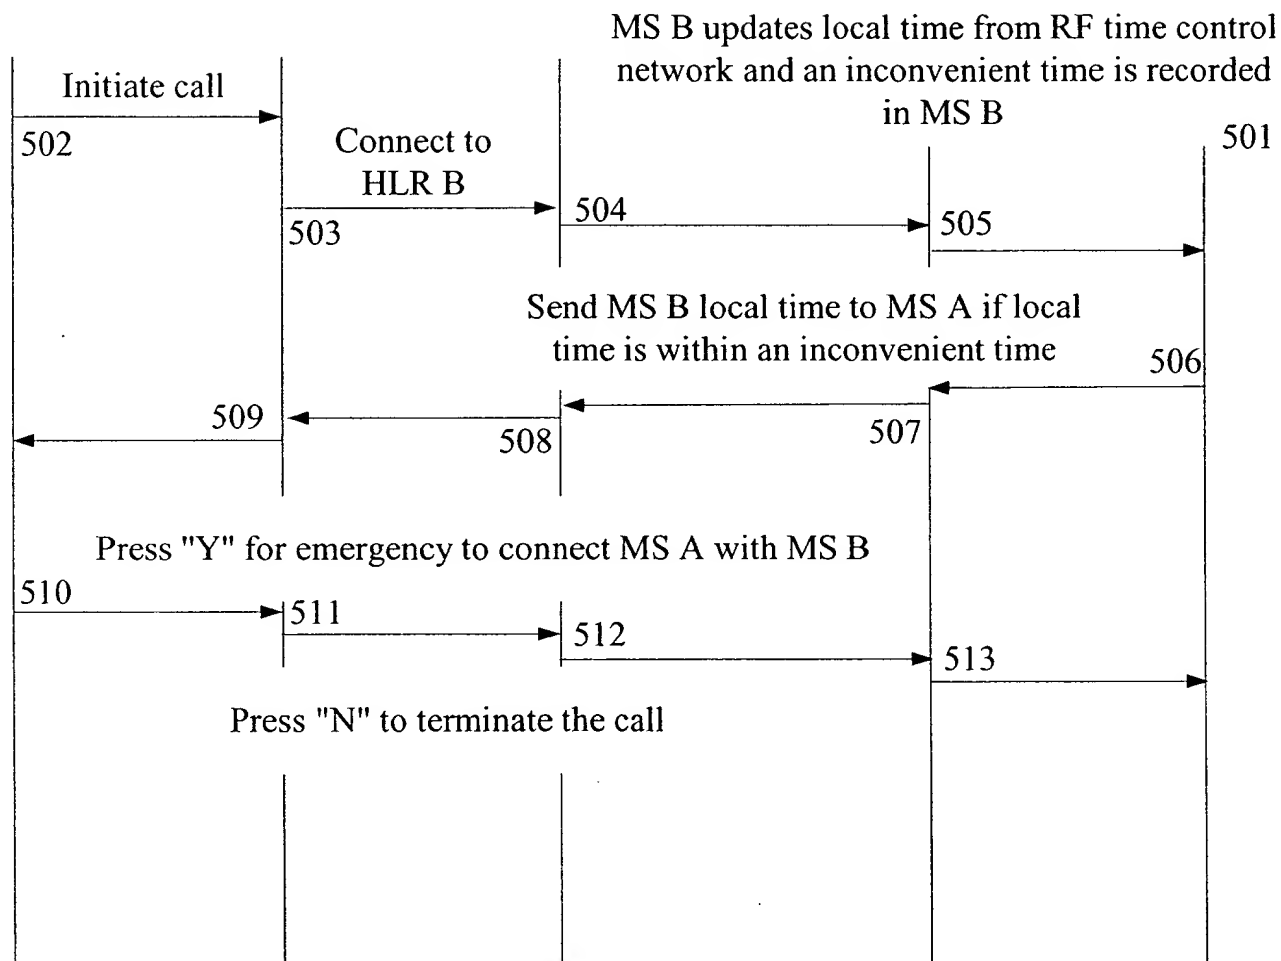 MS B updates local time from RF time control
network and an inconvenient time is recorded
in MS B
501
Initiate call
502
Connect to
HLR B
503
504
505
Send MS B local time to MS A if local
time is within an inconvenient time
506
507
508
509
Press "Y" for emergency to connect MS A with MS B
510
511
512
513
Press "N" to terminate the call